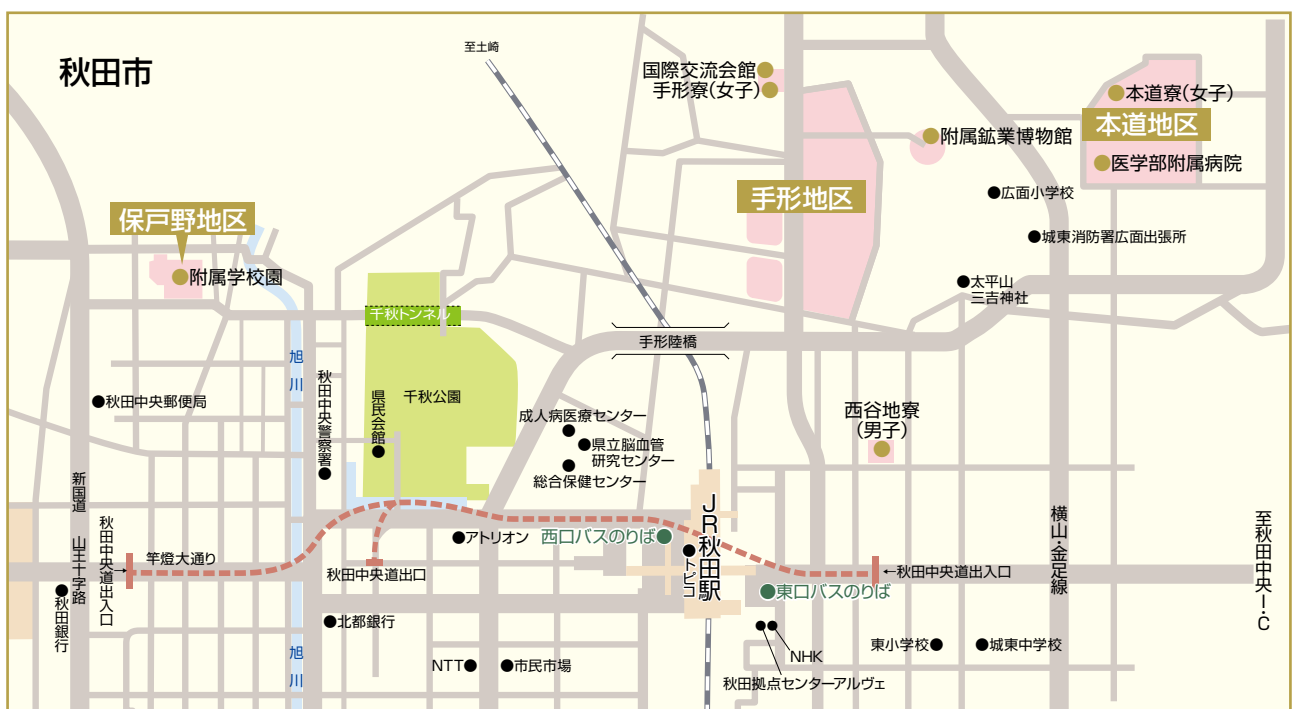 秋田市
至土崎
国際交流会館
手形寮(女子)
本道寮(女子)
本道地区
附属鉱業博物館
医学部附属病院
手形地区
広面小学校
保戸野地区
城東消防署広面出張所
附属学校園
太平山
三吉神社
千秋トンネル
手形陸橋
旭川
秋田中央警察署
県民会館
千秋公園
秋田中央郵便局
西谷地寮
(男子)
成人病医療センター
県立脳血管
研究センター
総合保健センター
新国道
山王十字路
秋田中央道出入口
竿燈大通り
アトリオン
西口バスのりば
JR秋田駅
トピコ
横山・金足線
至秋田中央I・C
秋田中央道出口
←秋田中央道出入口
東口バスのりば
秋田銀行
北都銀行
旭川
NTT
市民市場
NHK
秋田拠点センターアルヴェ
東小学校
城東中学校